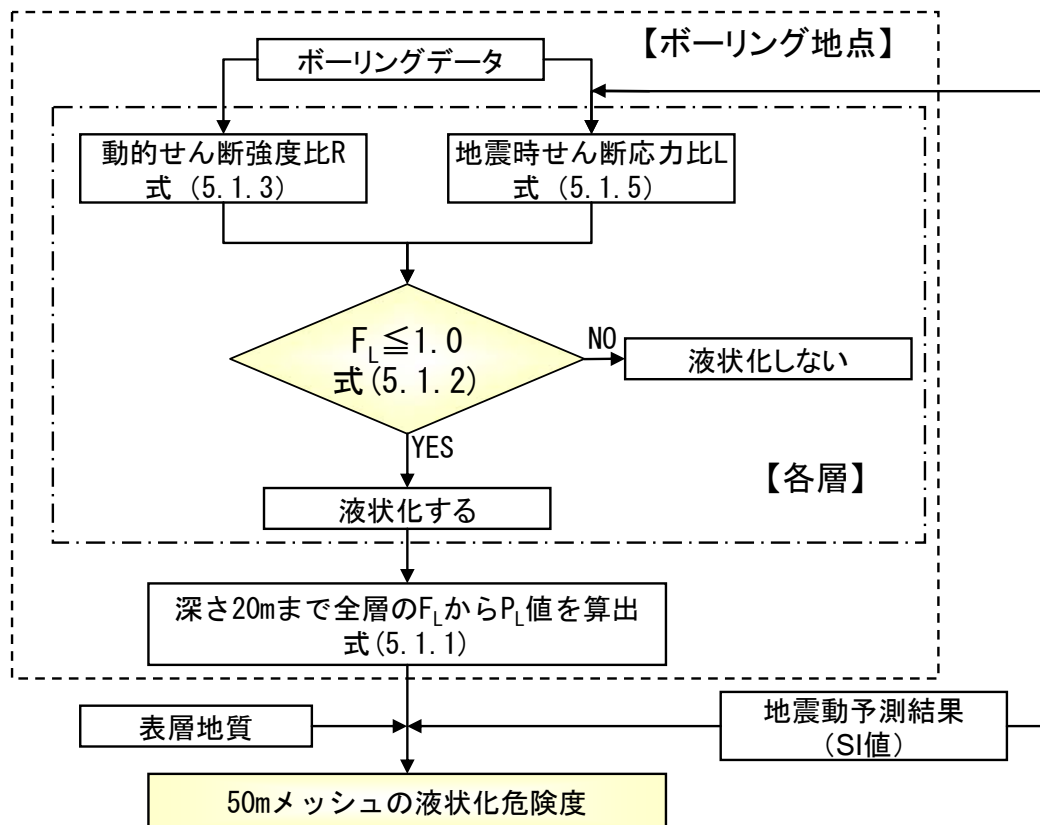 【ボーリング地点】
ボーリングデータ
動的せん断強度比R
式 (5.1.3)
地震時せん断応力比L
式 (5.1.5)
FL≦1.0
式(5.1.2)
NO
液状化しない
YES
【各層】
液状化する
深さ20mまで全層のFLからPL値を算出
式(5.1.1)
表層地質
地震動予測結果
(SI値)
50mメッシュの液状化危険度